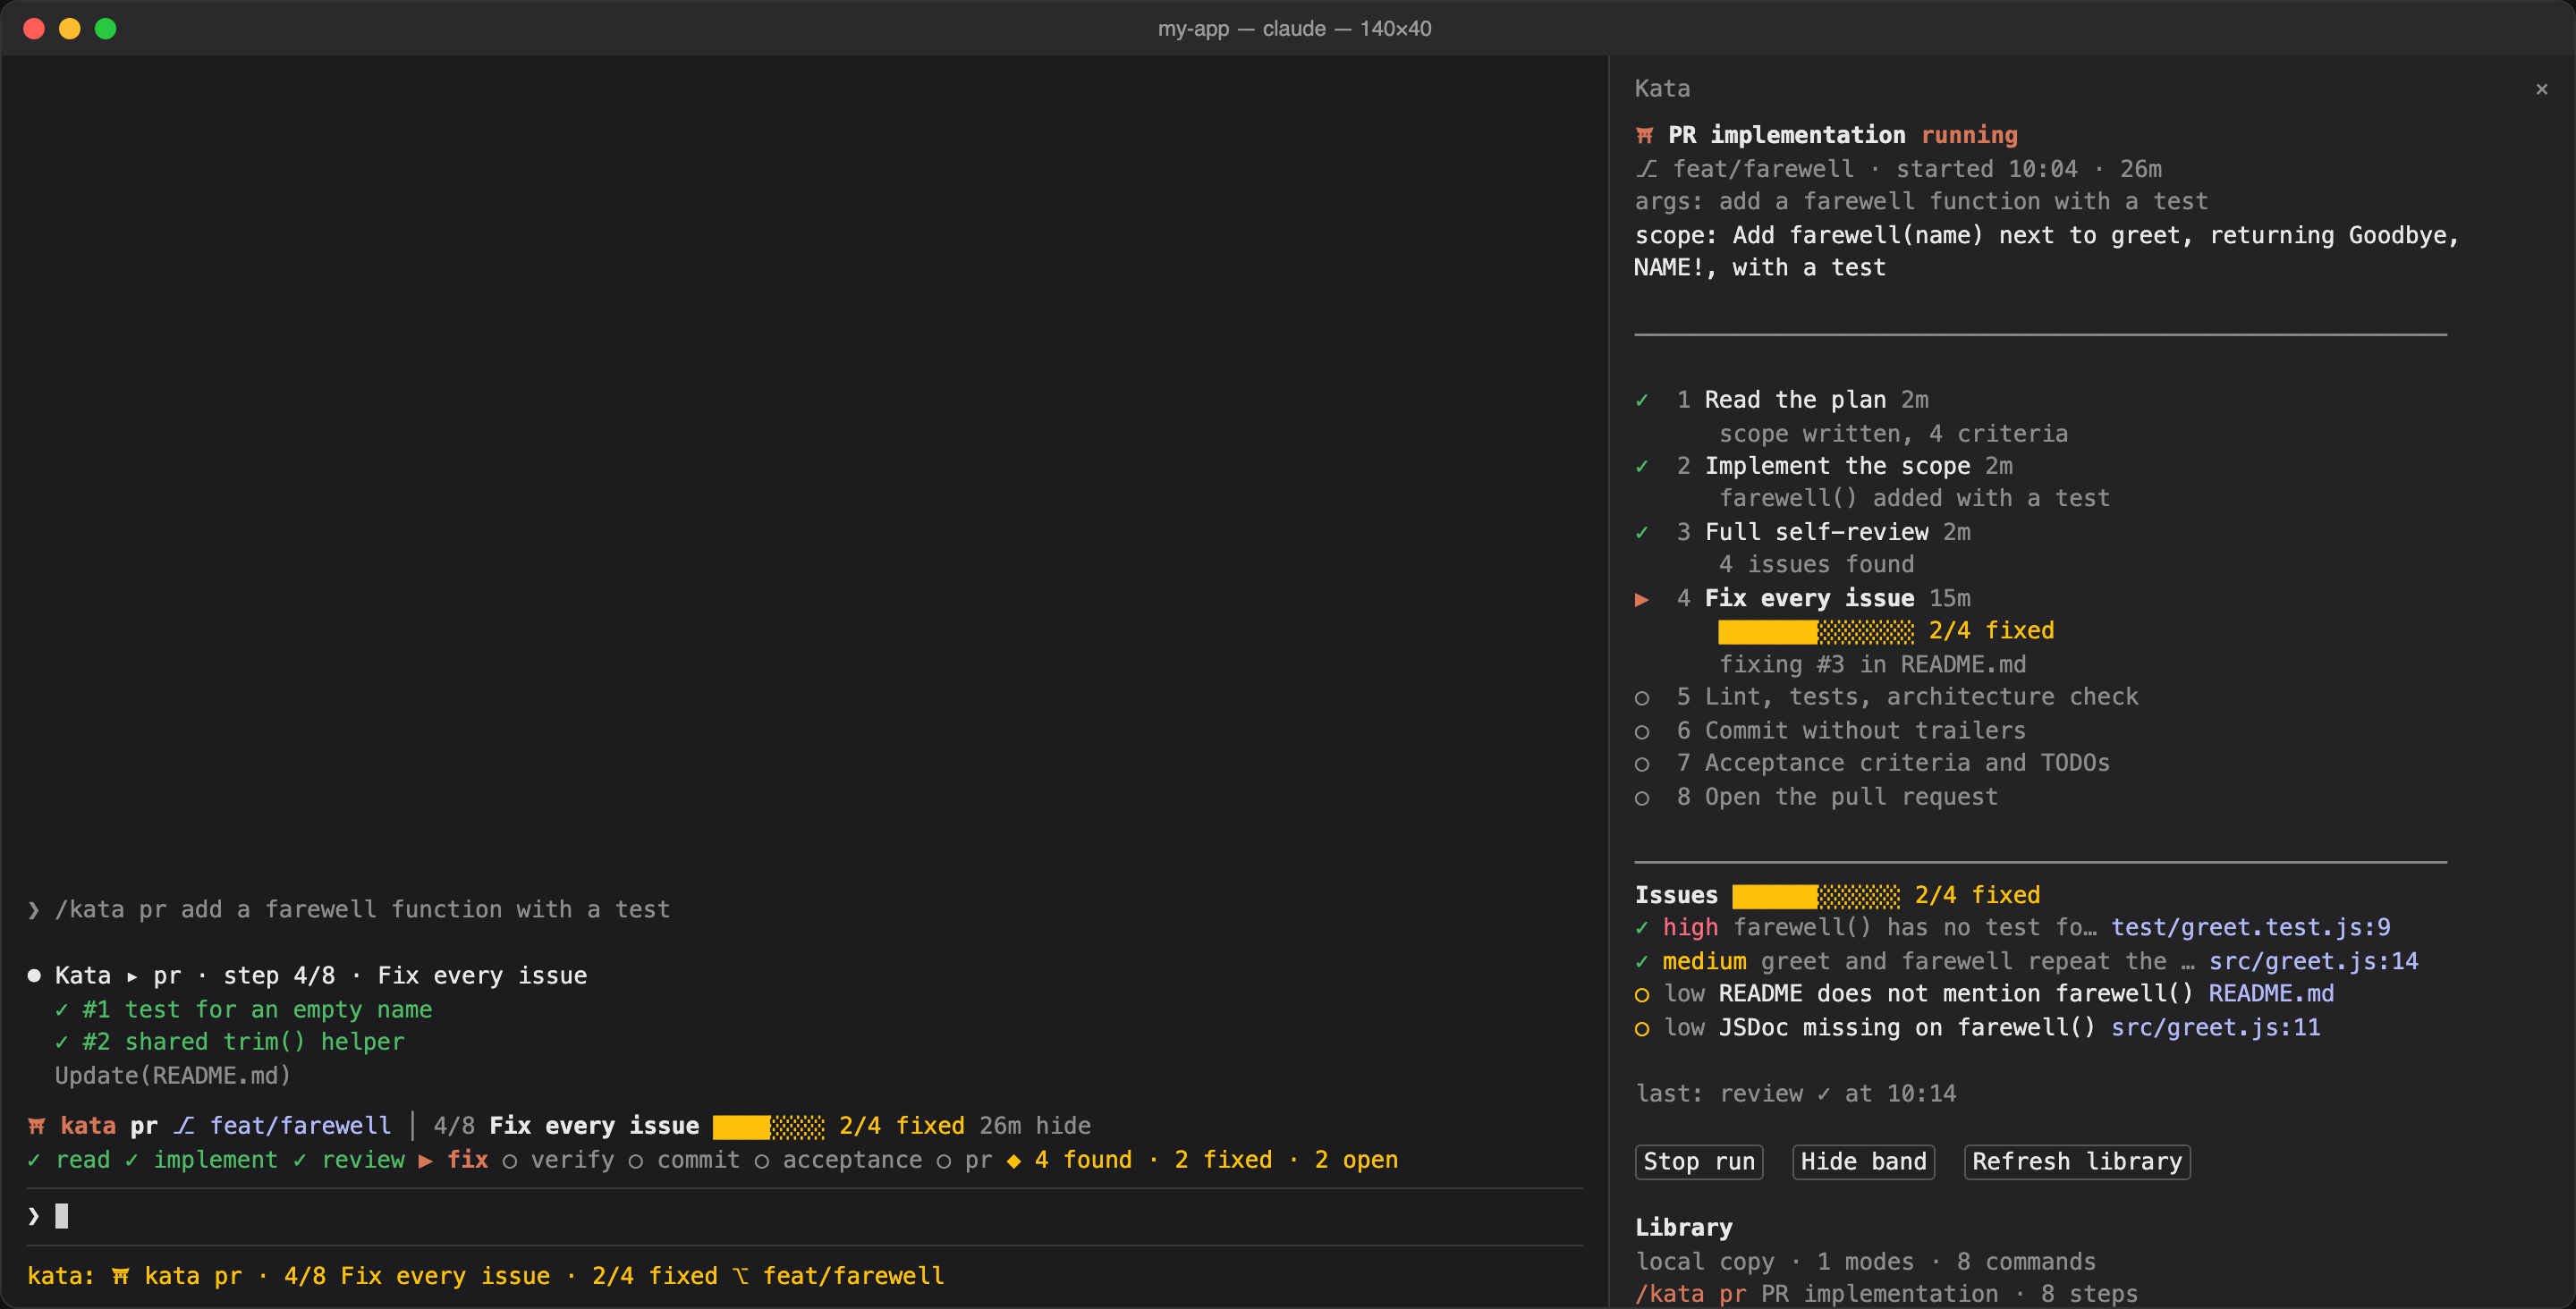 my-app — claude — 140×40
❯ /kata pr add a farewell function with a test
● Kata ▸ pr · step 4/8 · Fix every issue
✓ #1 test for an empty name
✓ #2 shared trim() helper
Update(README.md)
⛩ kata pr ⎇ feat/farewell │ 4/8 Fix every issue 2/4 fixed 26m hide
✓ read ✓ implement ✓ review ▶ fix ○ verify ○ commit ○ acceptance ○ pr ◆ 4 found · 2 fixed · 2 open
❯
kata: ⛩ kata pr · 4/8 Fix every issue · 2/4 fixed ⌥ feat/farewell
Kata ×
⛩ PR implementation running
⎇ feat/farewell · started 10:04 · 26m
args: add a farewell function with a test
scope: Add farewell(name) next to greet, returning Goodbye,
NAME!, with a test
✓ 1 Read the plan 2m
scope written, 4 criteria
✓ 2 Implement the scope 2m
farewell() added with a test
✓ 3 Full self-review 2m
4 issues found
▶ 4 Fix every issue 15m
2/4 fixed
fixing #3 in README.md
○ 5 Lint, tests, architecture check
○ 6 Commit without trailers
○ 7 Acceptance criteria and TODOs
○ 8 Open the pull request
Issues 2/4 fixed
✓ high farewell() has no test fo… test/greet.test.js:9
✓ medium greet and farewell repeat the … src/greet.js:14
○ low README does not mention farewell() README.md
○ low JSDoc missing on farewell() src/greet.js:11
last: review ✓ at 10:14
Stop run Hide band Refresh library
Library
local copy · 1 modes · 8 commands
/kata pr PR implementation · 8 steps